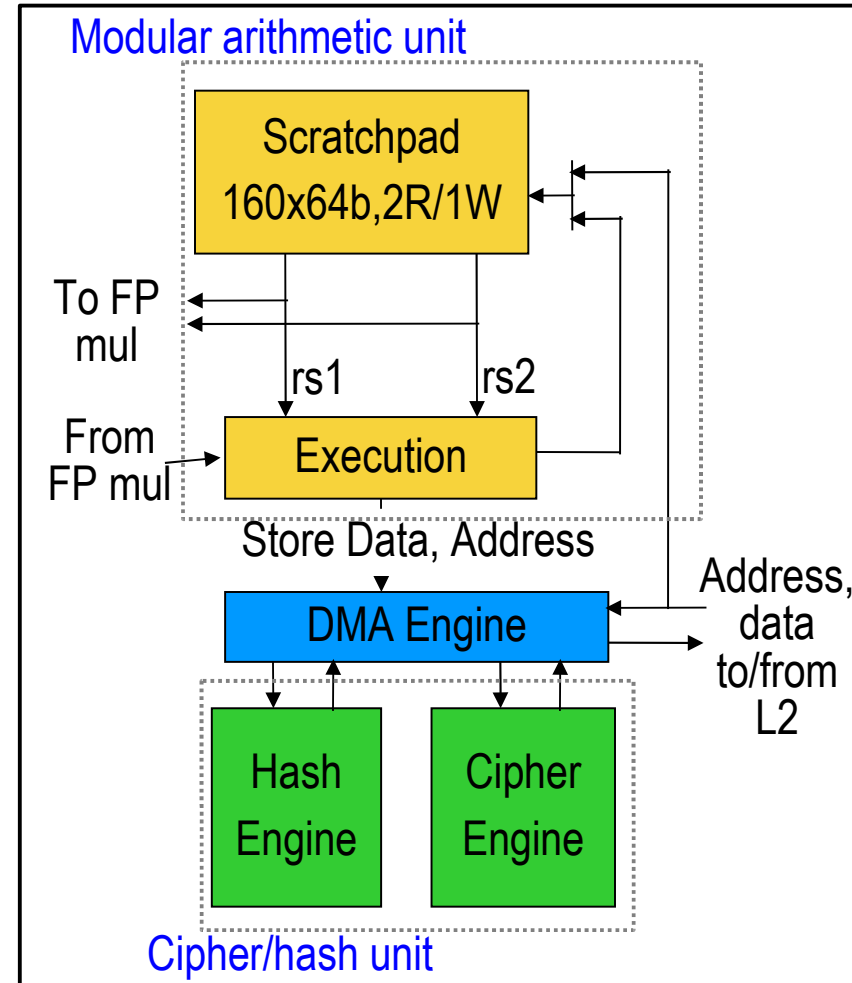 Modular arithmetic unit
Scratchpad
160x64b,2R/1W
To FP
mul
rs1
rs2
From
FP mul
Execution
Store Data, Address
Address,
data
to/from
L2
DMA Engine
Hash
Engine
Cipher
Engine
Cipher/hash unit